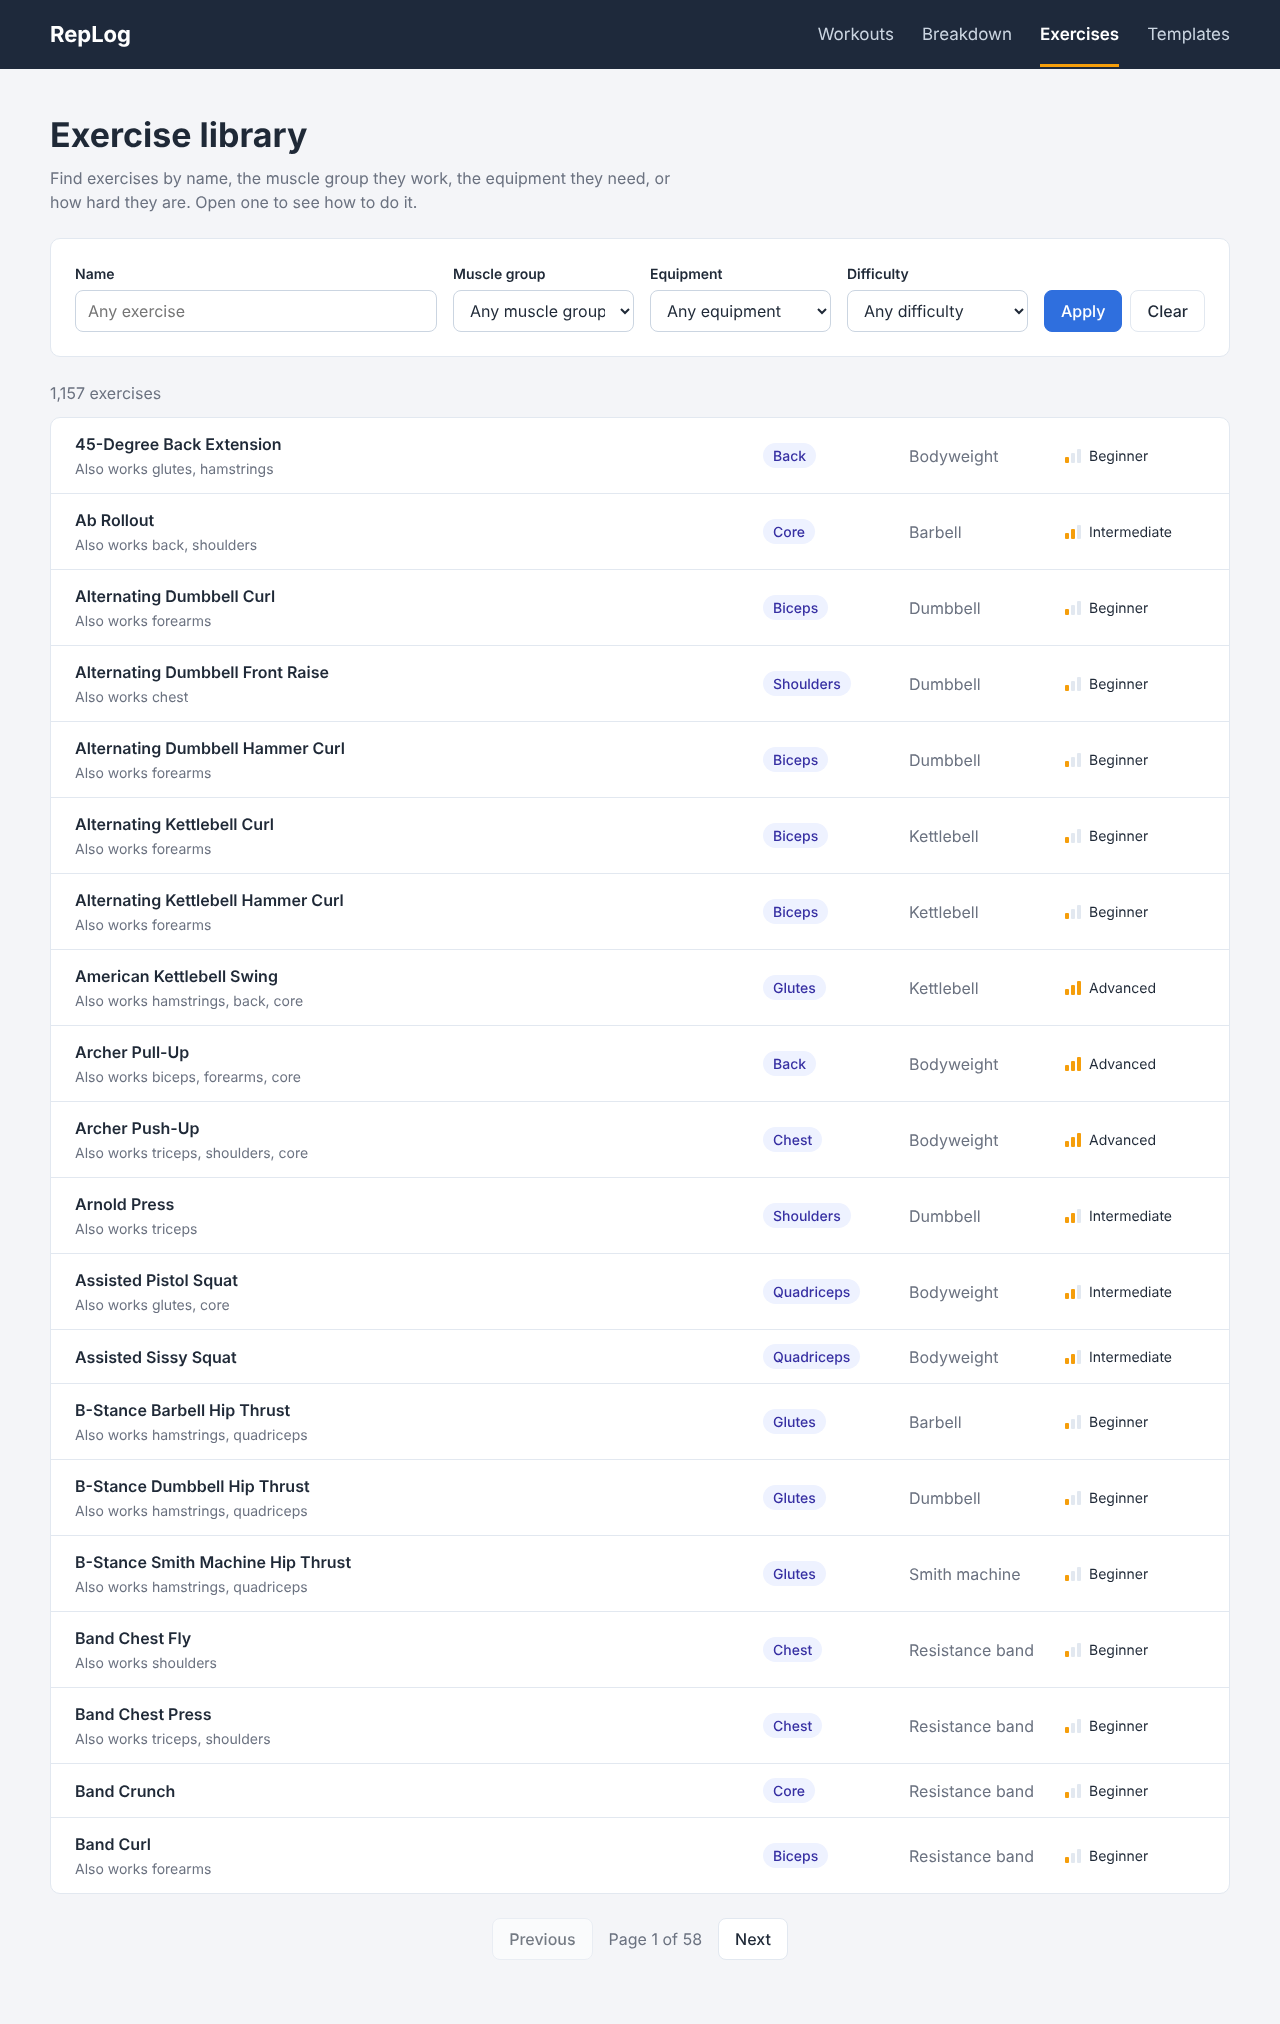 RepLog
Workouts
Breakdown
Exercises
Templates
Exercise library
Find exercises by name, the muscle group they work, the equipment they need, or
how hard they are. Open one to see how to do it.
Name
Muscle group
Equipment
Difficulty
Any exercise
Any muscle group
Any equipment
Any difficulty
Apply
Clear
1,157 exercises
45-Degree Back Extension
Also works glutes, hamstrings
Back
Bodyweight
Beginner
Ab Rollout
Also works back, shoulders
Core
Barbell
Intermediate
Alternating Dumbbell Curl
Also works forearms
Biceps
Dumbbell
Beginner
Alternating Dumbbell Front Raise
Also works chest
Shoulders
Dumbbell
Beginner
Alternating Dumbbell Hammer Curl
Also works forearms
Biceps
Dumbbell
Beginner
Alternating Kettlebell Curl
Also works forearms
Biceps
Kettlebell
Beginner
Alternating Kettlebell Hammer Curl
Also works forearms
Biceps
Kettlebell
Beginner
American Kettlebell Swing
Also works hamstrings, back, core
Glutes
Kettlebell
Advanced
Archer Pull-Up
Also works biceps, forearms, core
Back
Bodyweight
Advanced
Archer Push-Up
Also works triceps, shoulders, core
Chest
Bodyweight
Advanced
Arnold Press
Also works triceps
Shoulders
Dumbbell
Intermediate
Assisted Pistol Squat
Also works glutes, core
Quadriceps
Bodyweight
Intermediate
Assisted Sissy Squat
Quadriceps
Bodyweight
Intermediate
B-Stance Barbell Hip Thrust
Also works hamstrings, quadriceps
Glutes
Barbell
Beginner
B-Stance Dumbbell Hip Thrust
Also works hamstrings, quadriceps
Glutes
Dumbbell
Beginner
B-Stance Smith Machine Hip Thrust
Also works hamstrings, quadriceps
Glutes
Smith machine
Beginner
Band Chest Fly
Also works shoulders
Chest
Resistance band
Beginner
Band Chest Press
Also works triceps, shoulders
Chest
Resistance band
Beginner
Band Crunch
Core
Resistance band
Beginner
Band Curl
Also works forearms
Biceps
Resistance band
Beginner
Previous
Page 1 of 58
Next